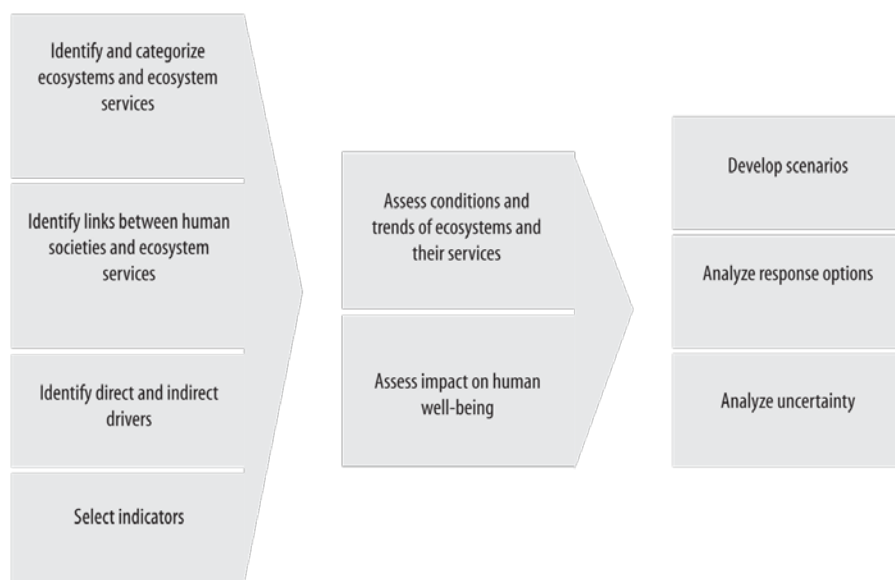 Identify and categorize
ecosystems and ecosystem
services
Identify links between human
societies and ecosystem
services
Identify direct and indirect
drivers
Select indicators
Assess conditions and
trends of ecosystems and
their services
Assess impact on human
well-being
Develop scenarios
Analyze response options
Analyze uncertainty